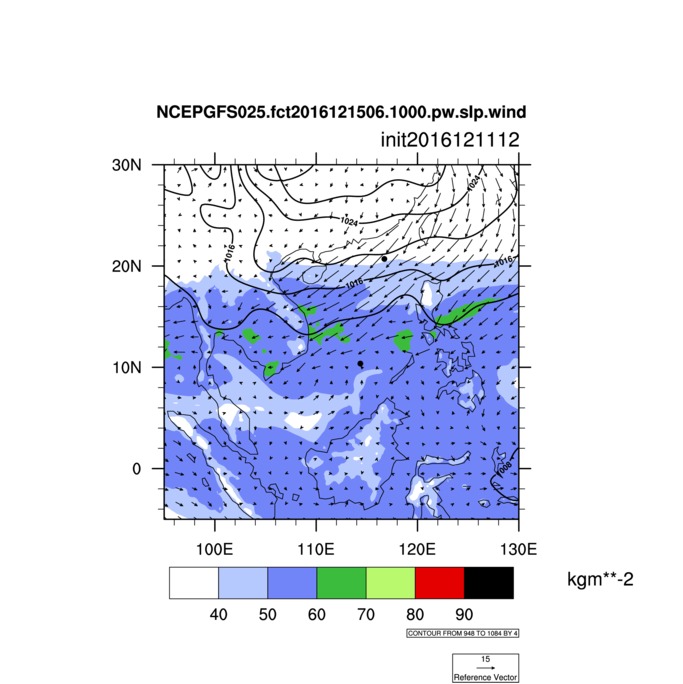 NCEPGFS025.fct2016121506.1000.pw.slp.wind
init2016121112
30N
1024
1024
20N
1016
1016
1016
10N
1008
0
100E 110E 120E 130E
kgm**-2
40 50 60 70 80 90
CONTOUR FROM 948 TO 1084 BY 4
15
Reference Vector